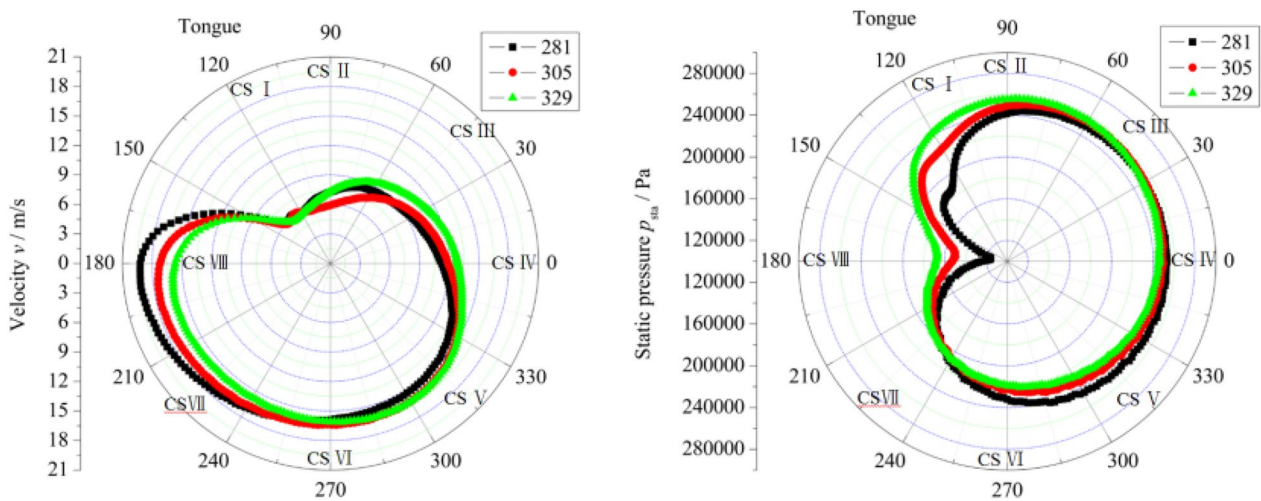 Tongue
90
120
60
150
30
180
0
210
330
240
300
270
CS Ⅰ
CS Ⅱ
CS Ⅲ
CS Ⅳ
CS Ⅴ
CS Ⅵ
CSⅦ
CS Ⅷ
281
305
329
21
18
15
12
9
6
3
0
3
6
9
12
15
18
21
Velocity v / m/s
Tongue
90
120
60
150
30
180
0
210
330
240
300
270
CS Ⅰ
CS Ⅱ
CS Ⅲ
CS Ⅳ
CS Ⅴ
CS Ⅵ
CSⅦ
CS Ⅷ
281
305
329
280000
240000
200000
160000
120000
80000
120000
160000
200000
240000
280000
Static pressure p_sta / Pa